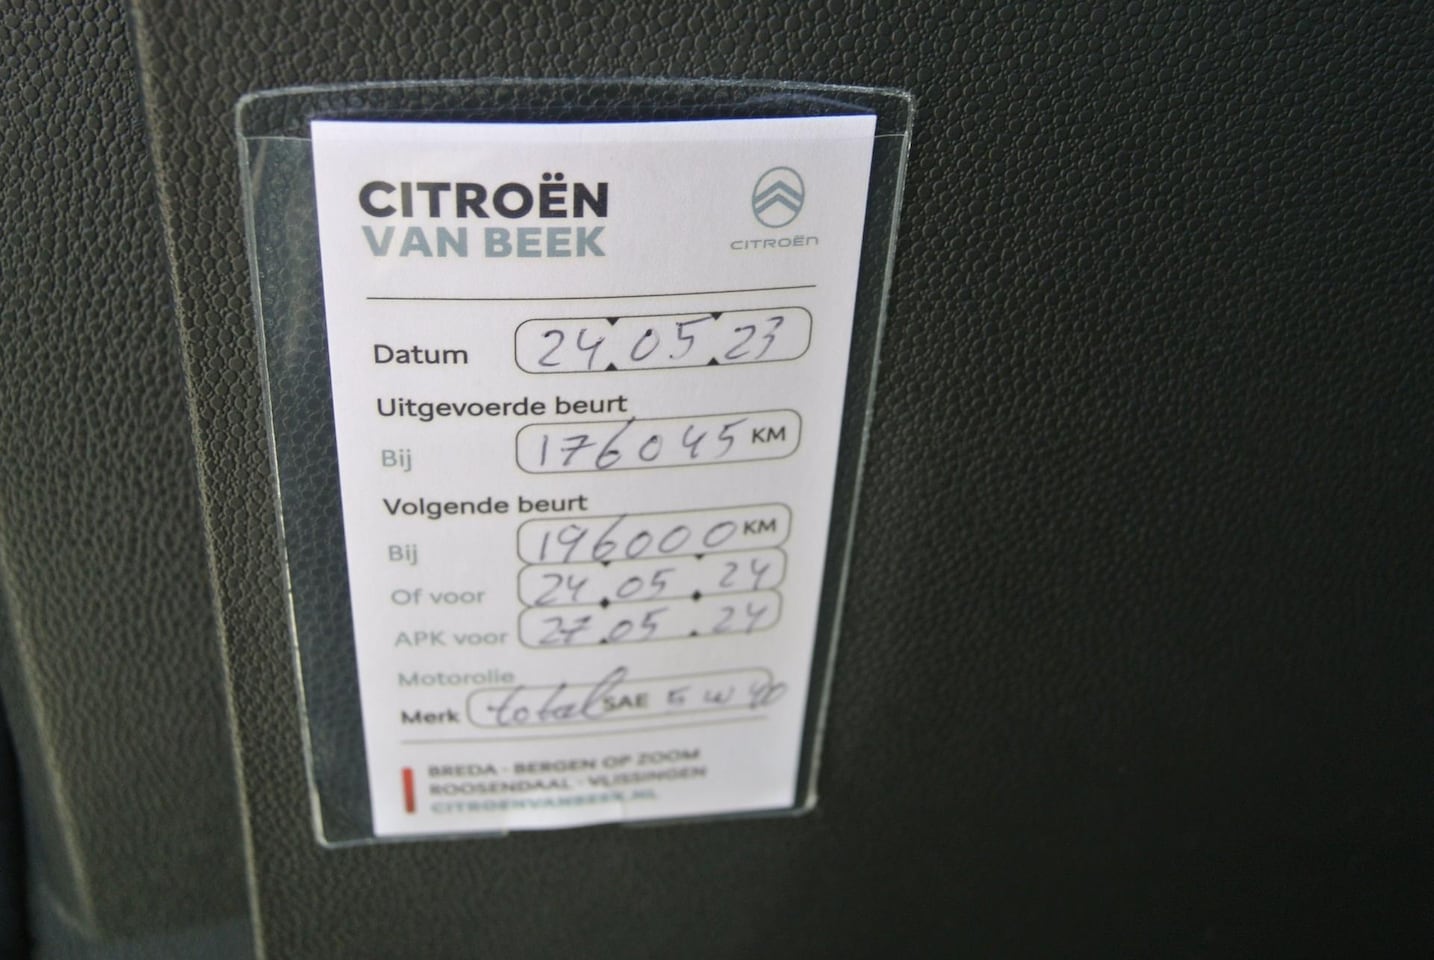 CITROËN
VAN BEEK
CITROËN
Datum 24.05.23
Uitgevoerde beurt
Bij 176045 KM
Volgende beurt
Bij 196000 KM
Of voor 24.05.24
APK voor 27.05.24
Motorolie
Merk total SAE 5w40
BREDA - BERGEN OP ZOOM
ROOSENDAAL - VLISSINGEN
CITROENVANBEEK.NL